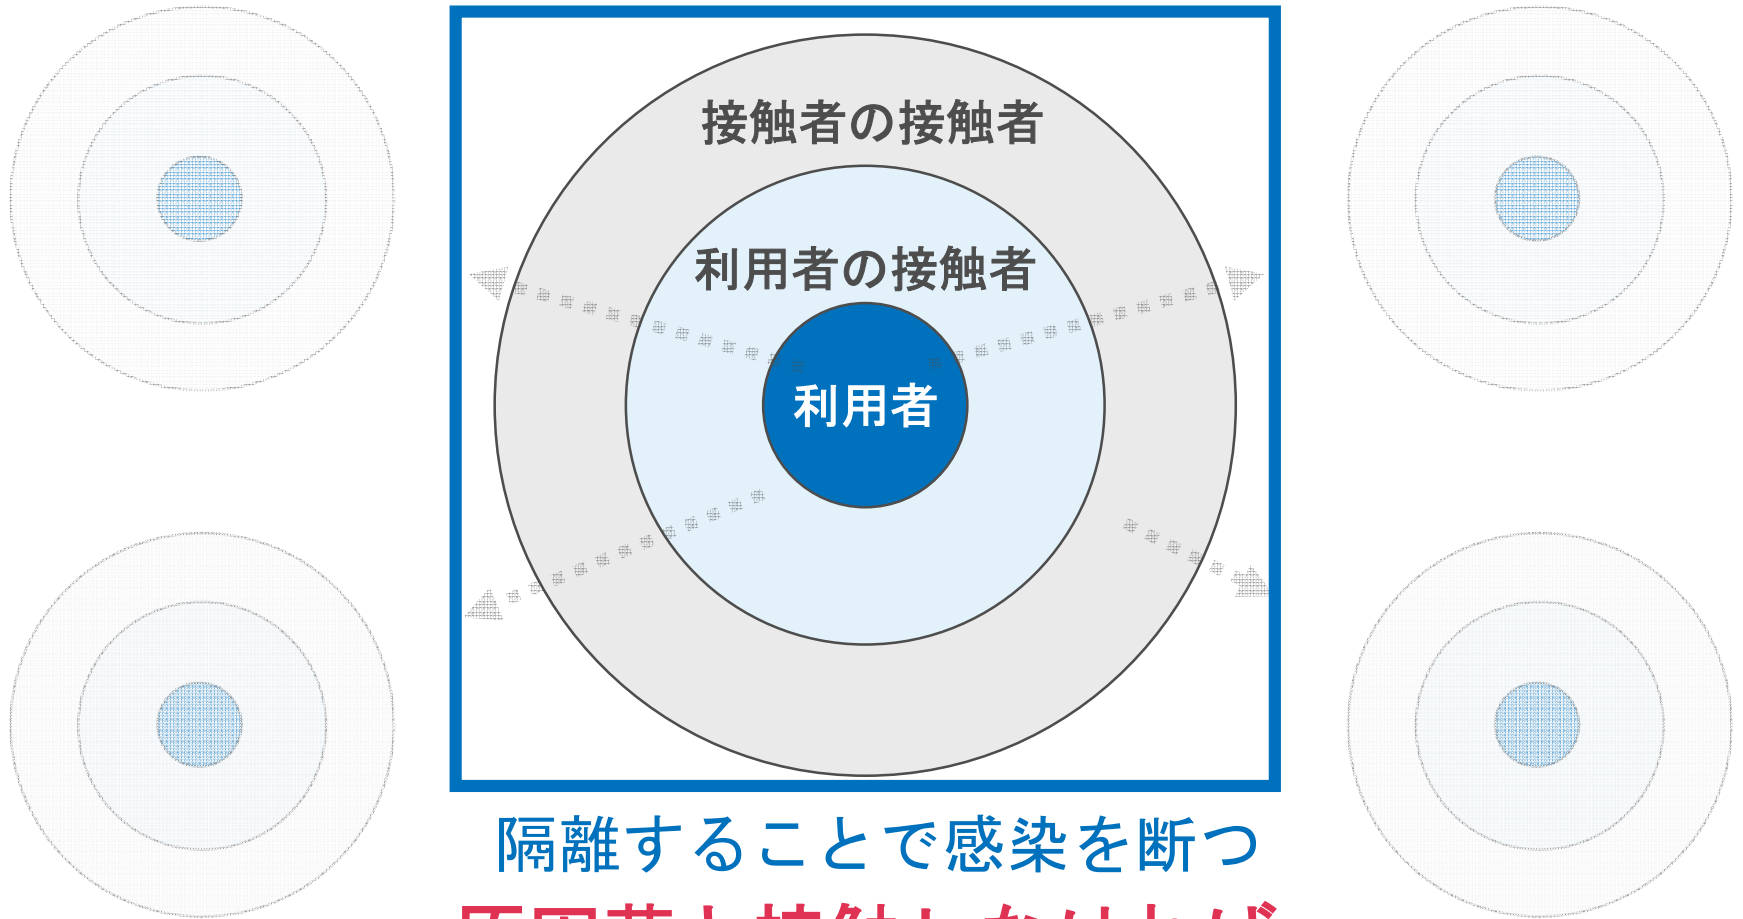 接触者の接触者
利用者の接触者
利用者
隔離することで感染を断つ